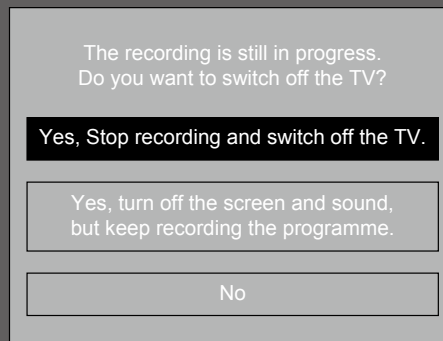 The recording is still in progress.
Do you want to switch off the TV?
Yes, Stop recording and switch off the TV.
Yes, turn off the screen and sound,
but keep recording the programme.
No